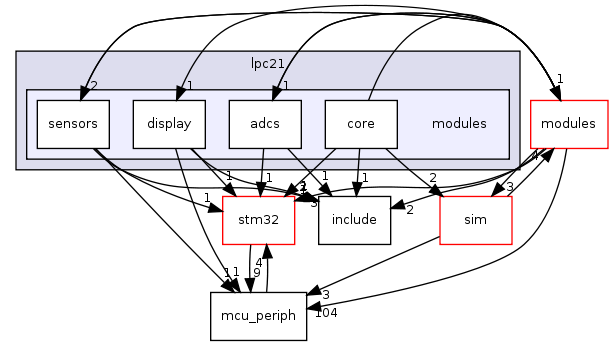 2
1
1
1
lpc21
sensors
display
adcs
core
modules
modules
1
1
1
1
2
3
4
1
3
2
stm32
include
sim
4
1
1
9
3
104
mcu_periph